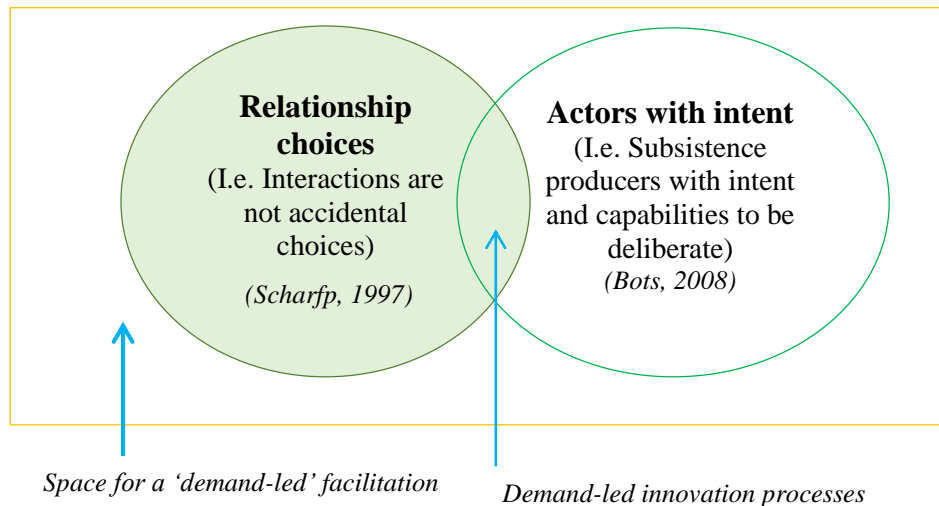 Relationship
choices
(I.e. Interactions are
not accidental
choices)
(Scharfp, 1997)
Actors with intent
(I.e. Subsistence
producers with intent
and capabilities to be
deliberate)
(Bots, 2008)
Space for a ‘demand-led’ facilitation
Demand-led innovation processes